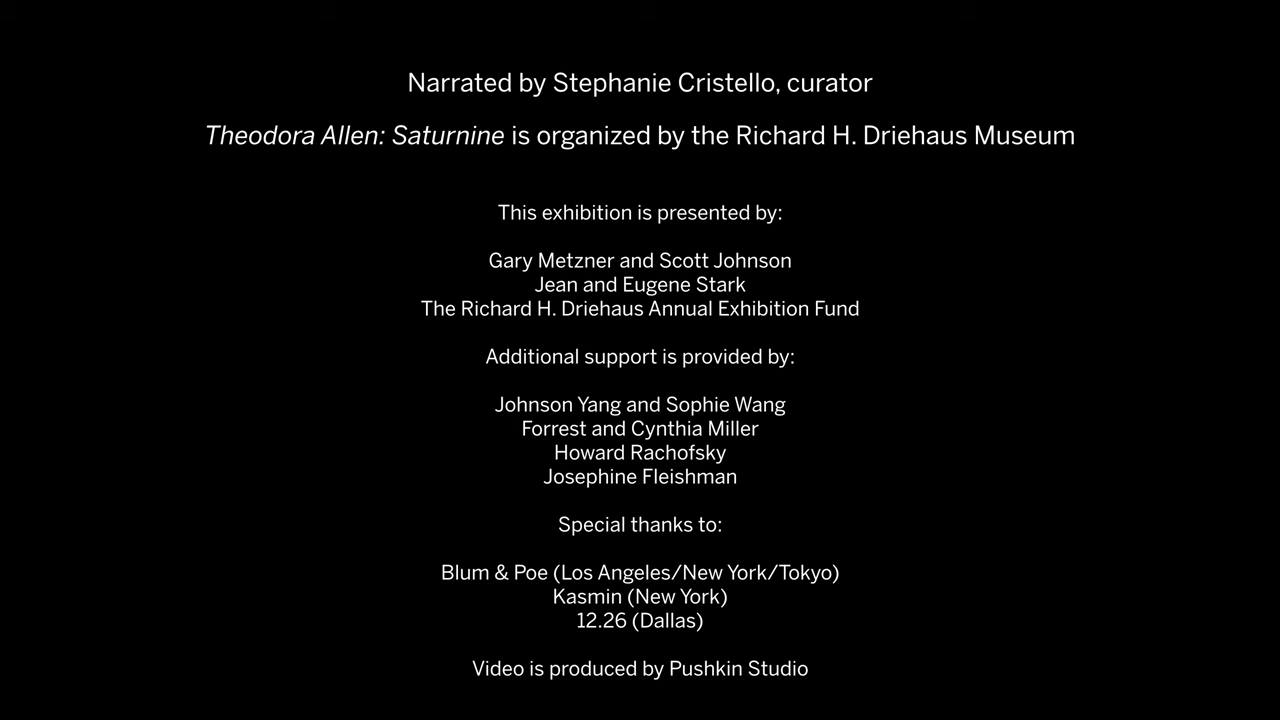 Narrated by Stephanie Cristello, curator
Theodora Allen: Saturnine is organized by the Richard H. Driehaus Museum
This exhibition is presented by:
Gary Metzner and Scott Johnson
Jean and Eugene Stark
The Richard H. Driehaus Annual Exhibition Fund
Additional support is provided by:
Johnson Yang and Sophie Wang
Forrest and Cynthia Miller
Howard Rachofsky
Josephine Fleishman
Special thanks to:
Blum & Poe (Los Angeles/New York/Tokyo)
Kasmin (New York)
12.26 (Dallas)
Video is produced by Pushkin Studio